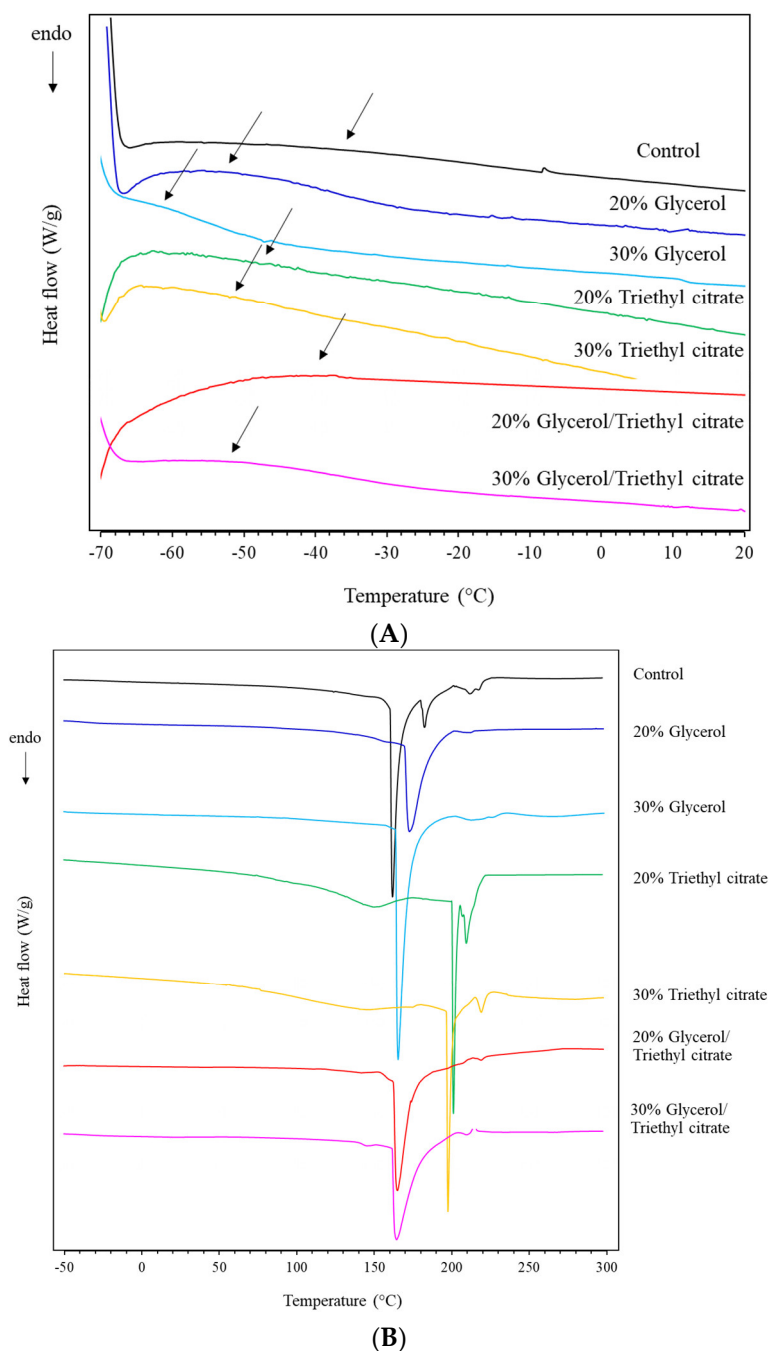 endo
Heat flow (W/g)
Control
20% Glycerol
30% Glycerol
20% Triethyl citrate
30% Triethyl citrate
20% Glycerol/Triethyl citrate
30% Glycerol/Triethyl citrate
-70 -60 -50 -40 -30 -20 -10 0 10 20
Temperature (°C)
(A)
endo
Heat flow (W/g)
Control
20% Glycerol
30% Glycerol
20% Triethyl citrate
30% Triethyl citrate
20% Glycerol/
Triethyl citrate
30% Glycerol/
Triethyl citrate
-50 0 50 100 150 200 250 300
Temperature (°C)
(B)